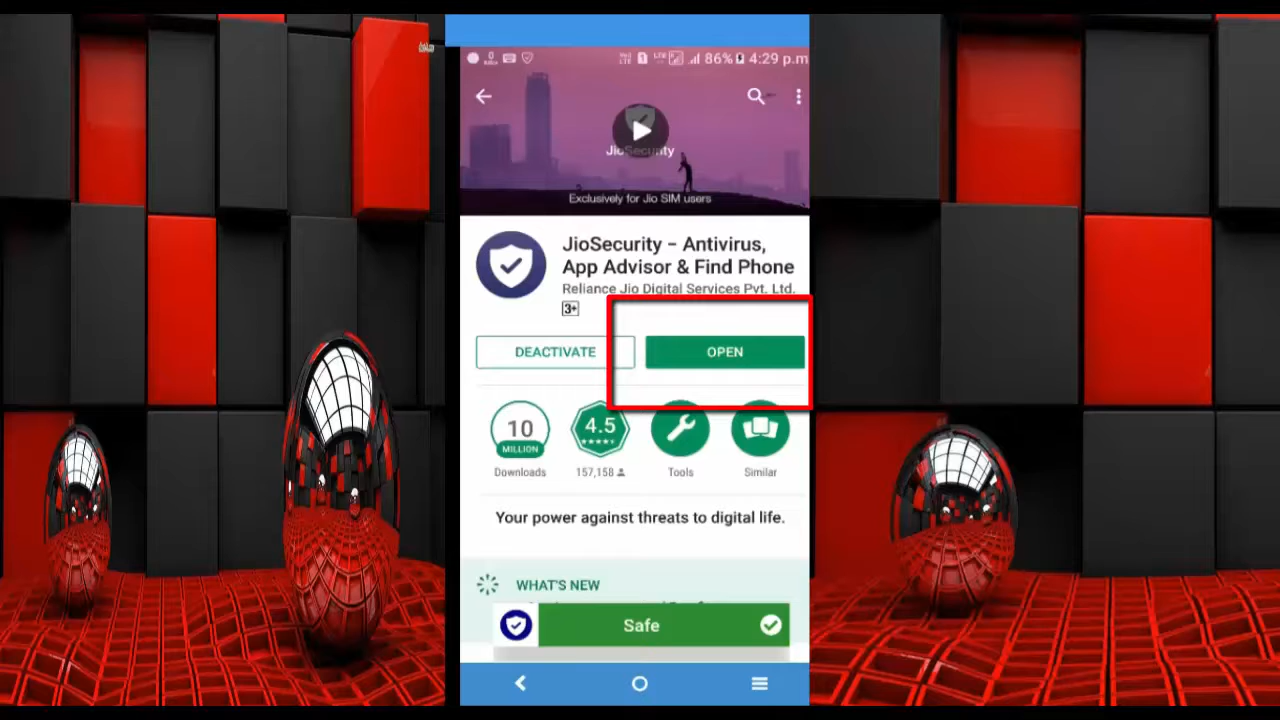 86% 4:29 p.m
JioSecurity
Exclusively for Jio SIM users
JioSecurity – Antivirus,
App Advisor & Find Phone
Reliance Jio Digital Services Pvt. Ltd.
3+
DEACTIVATE
OPEN
10
MILLION
4.5
Downloads
157,158
Tools
Similar
Your power against threats to digital life.
WHAT'S NEW
Safe